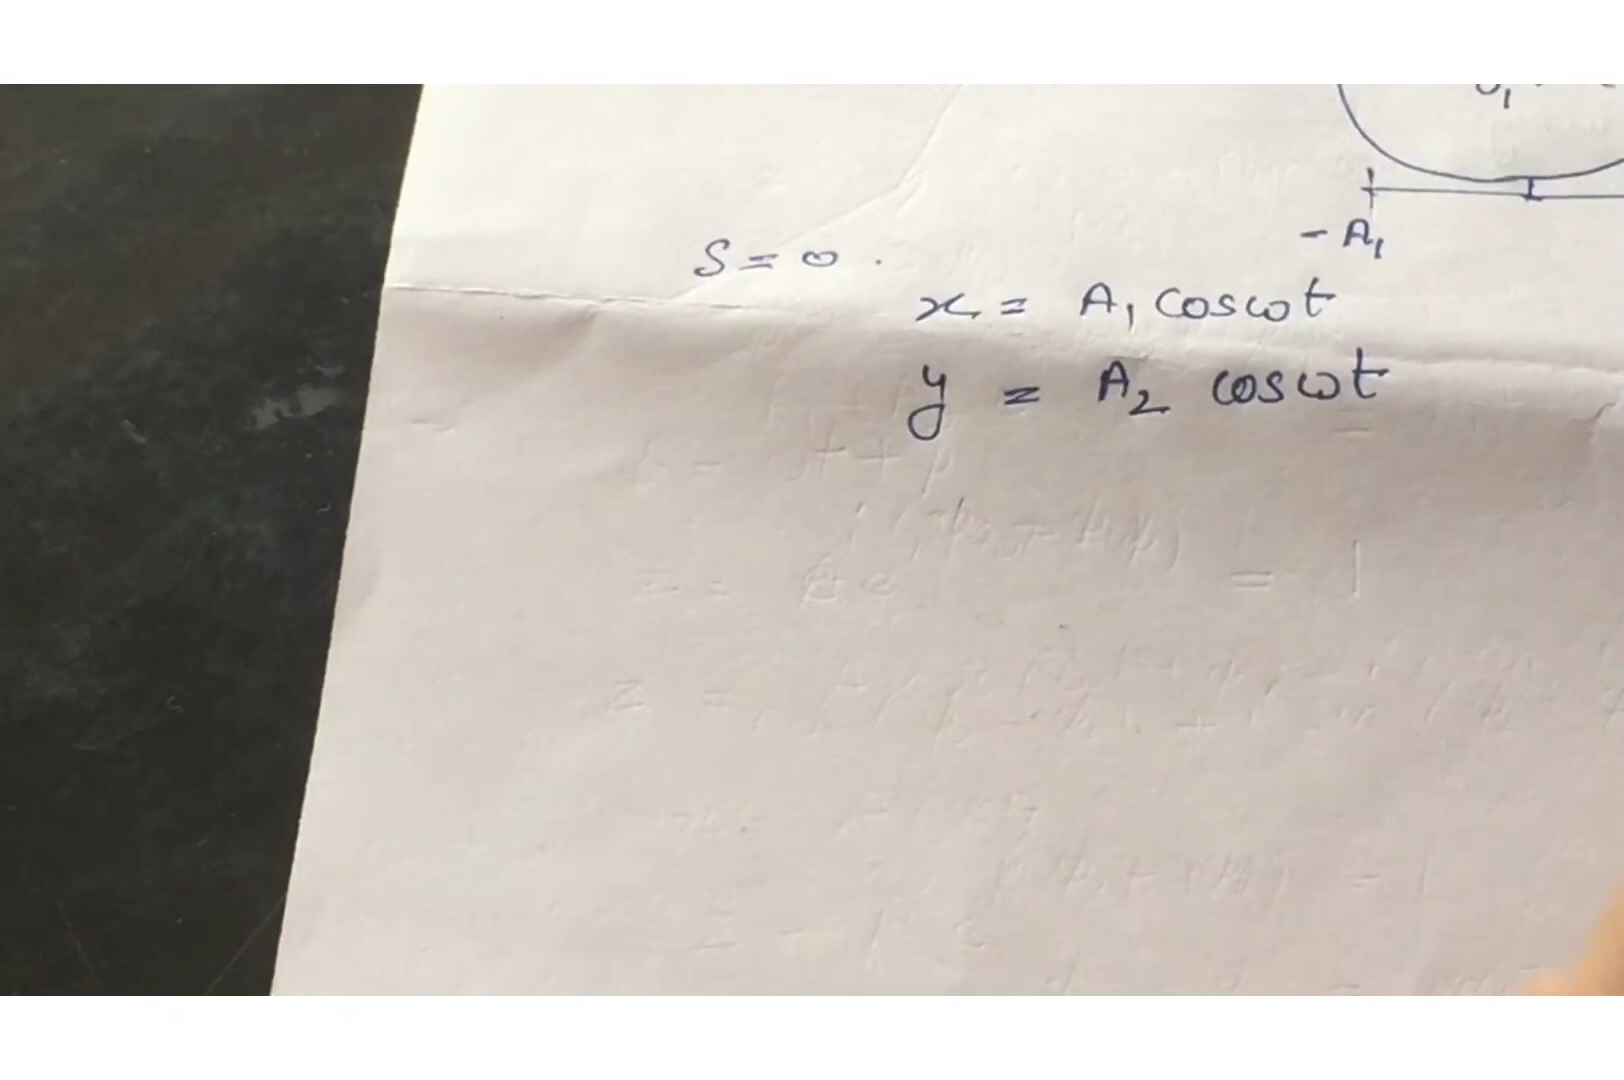 - A₁
S = 0 .
x = A₁ cosωt
y = A₂ cosωt